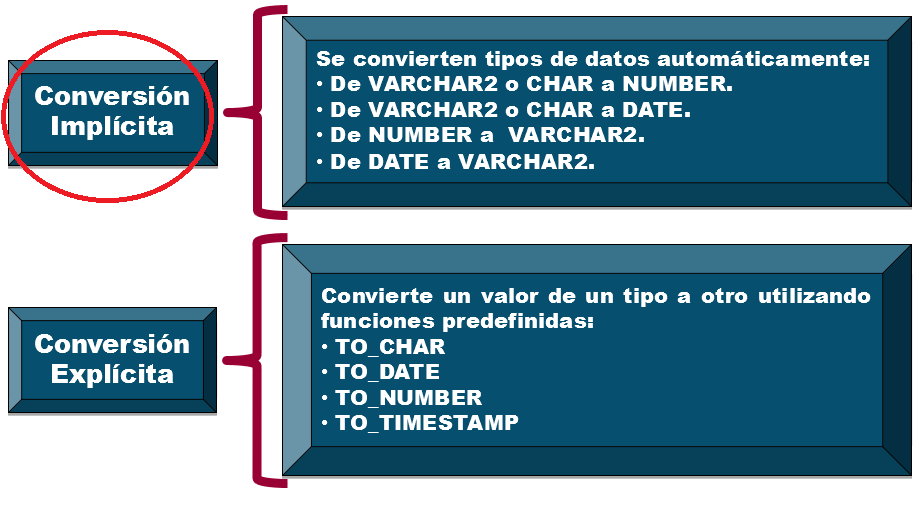 Conversión
Implícita
Se convierten tipos de datos automáticamente:
• De VARCHAR2 o CHAR a NUMBER.
• De VARCHAR2 o CHAR a DATE.
• De NUMBER a VARCHAR2.
• De DATE a VARCHAR2.
Conversión
Explícita
Convierte un valor de un tipo a otro utilizando
funciones predefinidas:
• TO_CHAR
• TO_DATE
• TO_NUMBER
• TO_TIMESTAMP